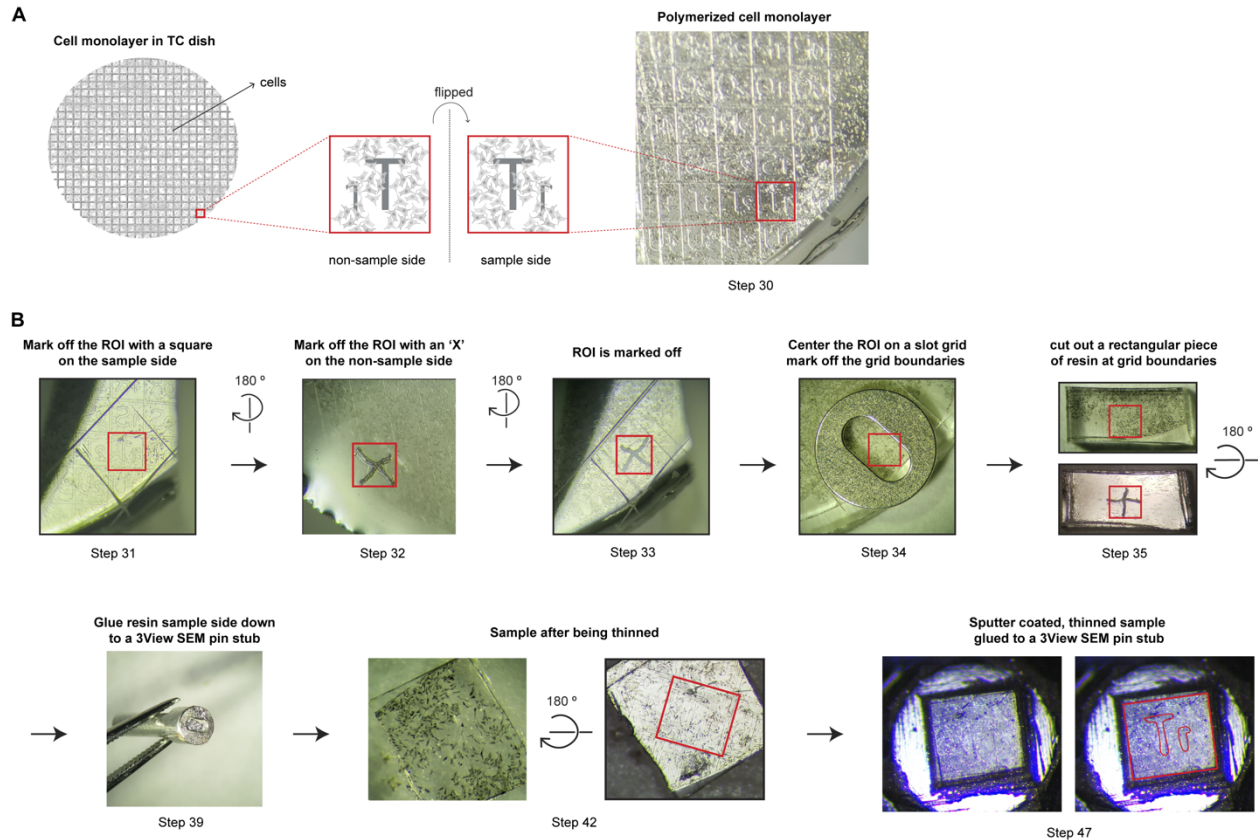 A
Cell monolayer in TC dish
cells
flipped
non-sample side
sample side
Polymerized cell monolayer
Step 30
B
Mark off the ROI with a square
on the sample side
180 º
Step 31
Mark off the ROI with an ‘X’
on the non-sample side
180 º
Step 32
ROI is marked off
Step 33
Center the ROI on a slot grid
mark off the grid boundaries
Step 34
cut out a rectangular piece
of resin at grid boundaries
180 º
Step 35
Glue resin sample side down
to a 3View SEM pin stub
Step 39
Sample after being thinned
180 º
Step 42
Sputter coated, thinned sample
glued to a 3View SEM pin stub
Step 47